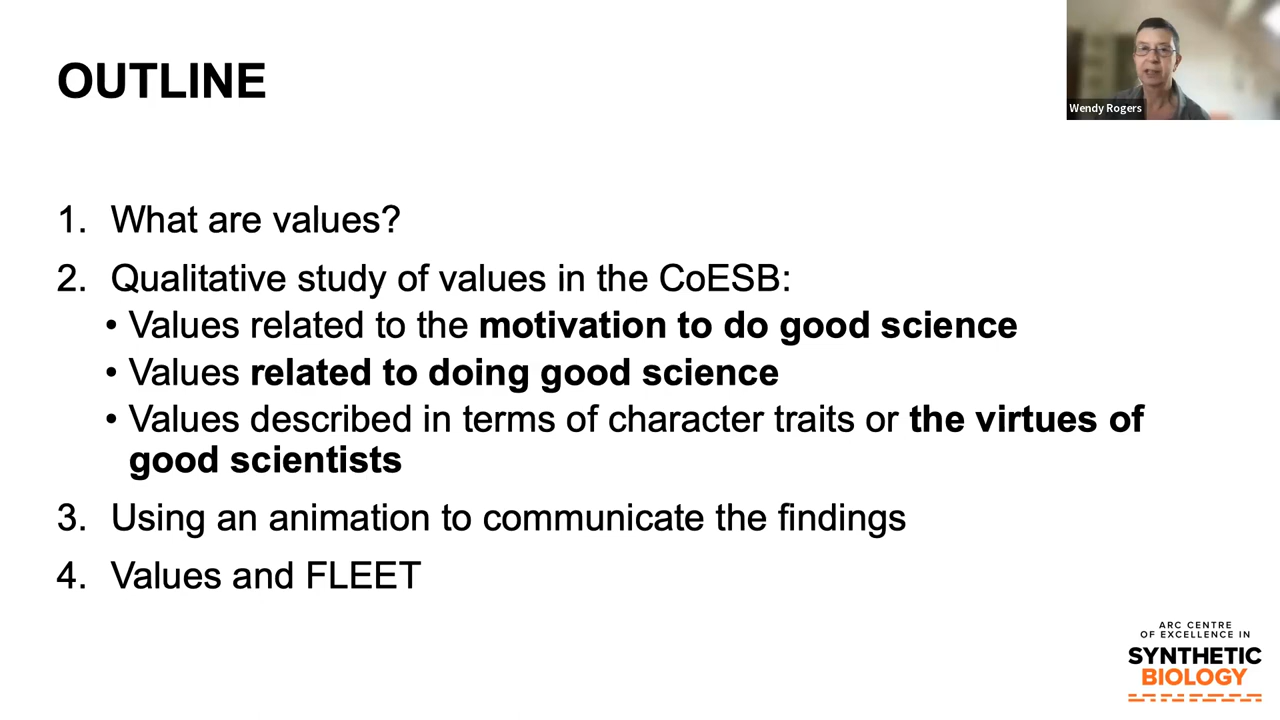 OUTLINE
Wendy Rogers
1. What are values?
2. Qualitative study of values in the CoESB:
• Values related to the motivation to do good science
• Values related to doing good science
• Values described in terms of character traits or the virtues of
good scientists
3. Using an animation to communicate the findings
4. Values and FLEET
ARC CENTRE
OF EXCELLENCE IN
SYNTHETIC
BIOLOGY